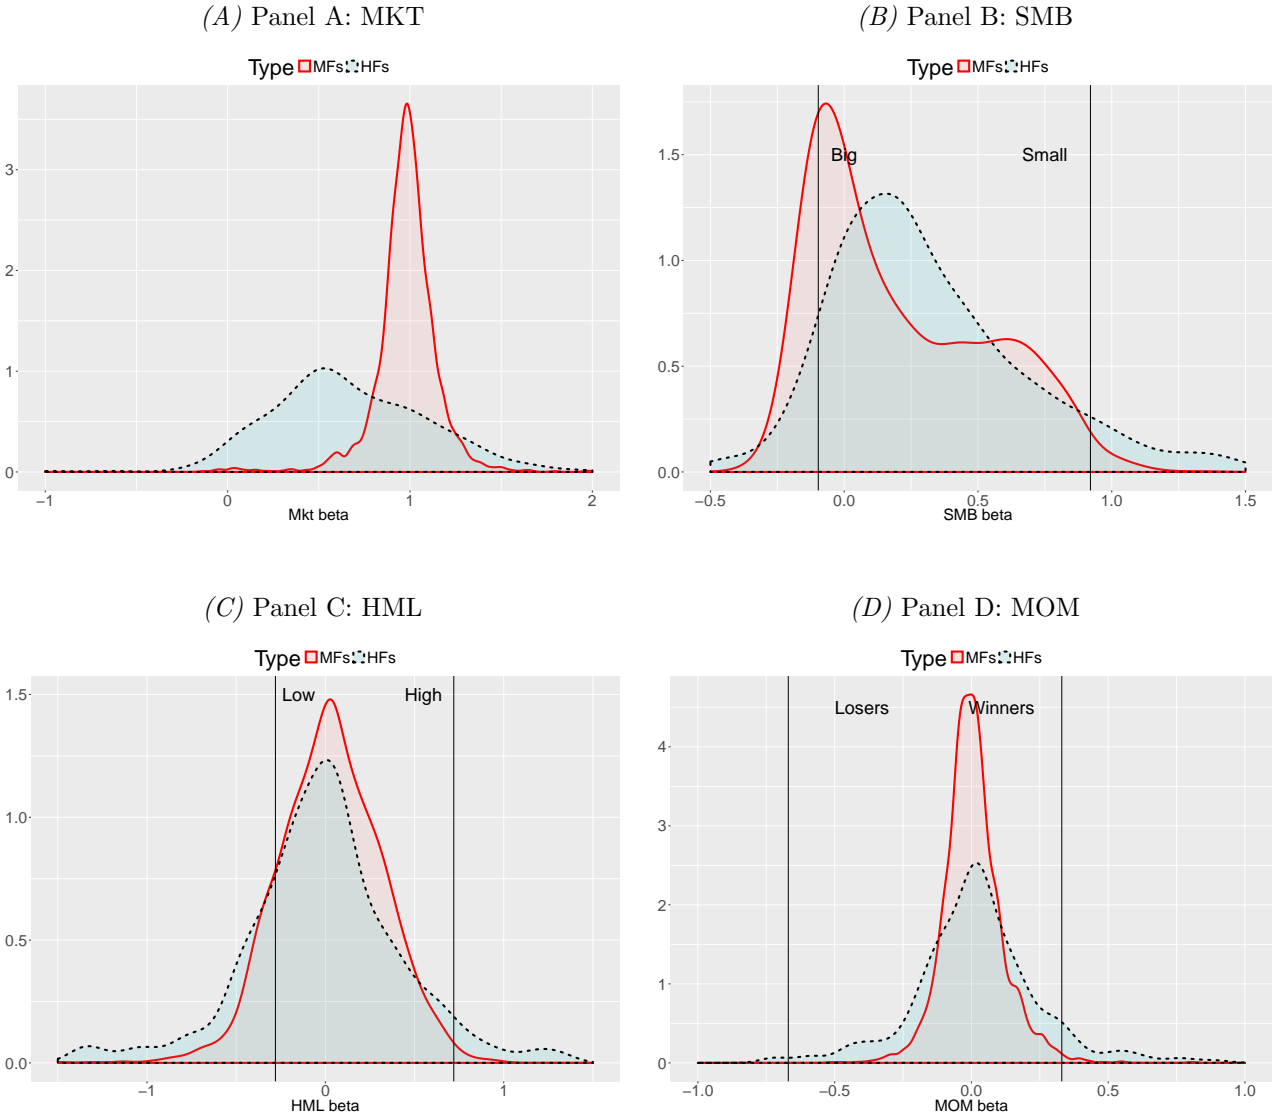 (A) Panel A: MKT
Type MFs HFs
3
2
1
0
−1 0 1 2
Mkt beta
(B) Panel B: SMB
Type MFs HFs
Big Small
1.5
1.0
0.5
0.0
−0.5 0.0 0.5 1.0 1.5
SMB beta
(C) Panel C: HML
Type MFs HFs
Low High
1.5
1.0
0.5
0.0
−1 0 1
HML beta
(D) Panel D: MOM
Type MFs HFs
Losers Winners
4
3
2
1
0
−1.0 −0.5 0.0 0.5 1.0
MOM beta